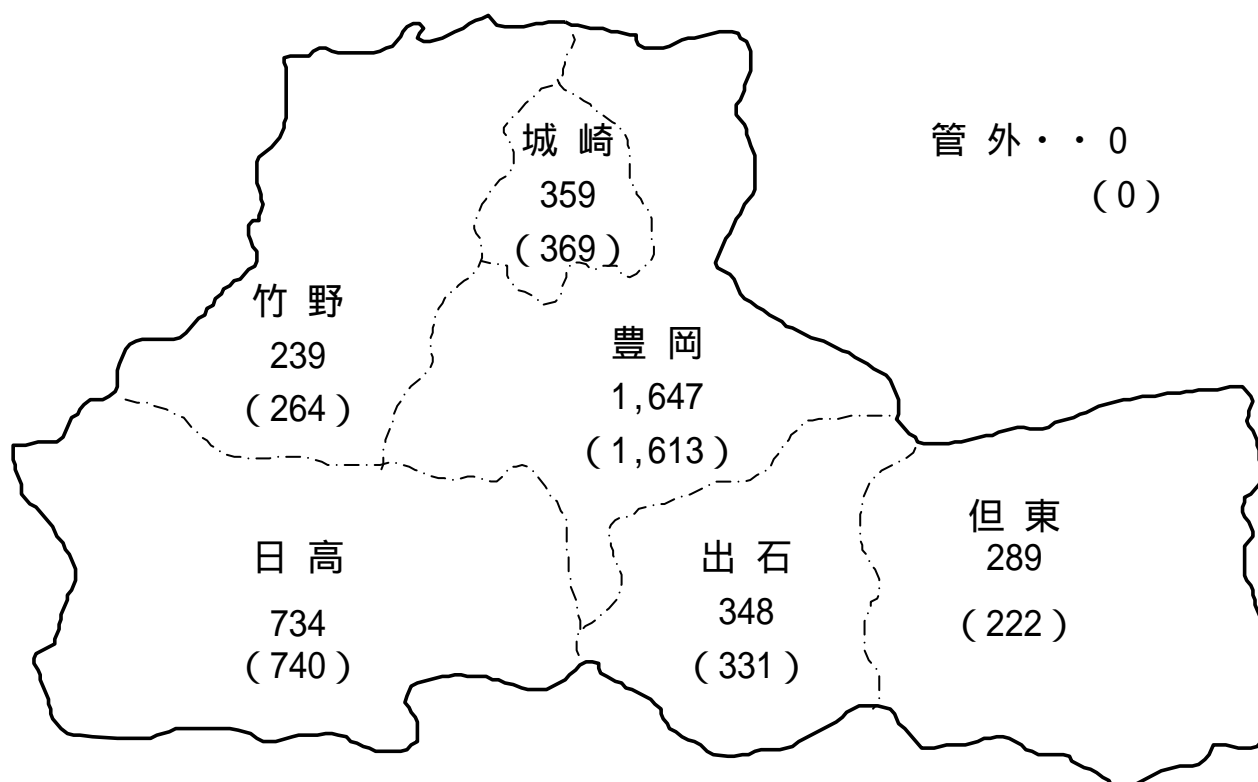 城崎
359
(369)
管外・・0
(0)
竹野
239
(264)
豊岡
1,647
(1,613)
日高
734
(740)
出石
348
(331)
但東
289
(222)